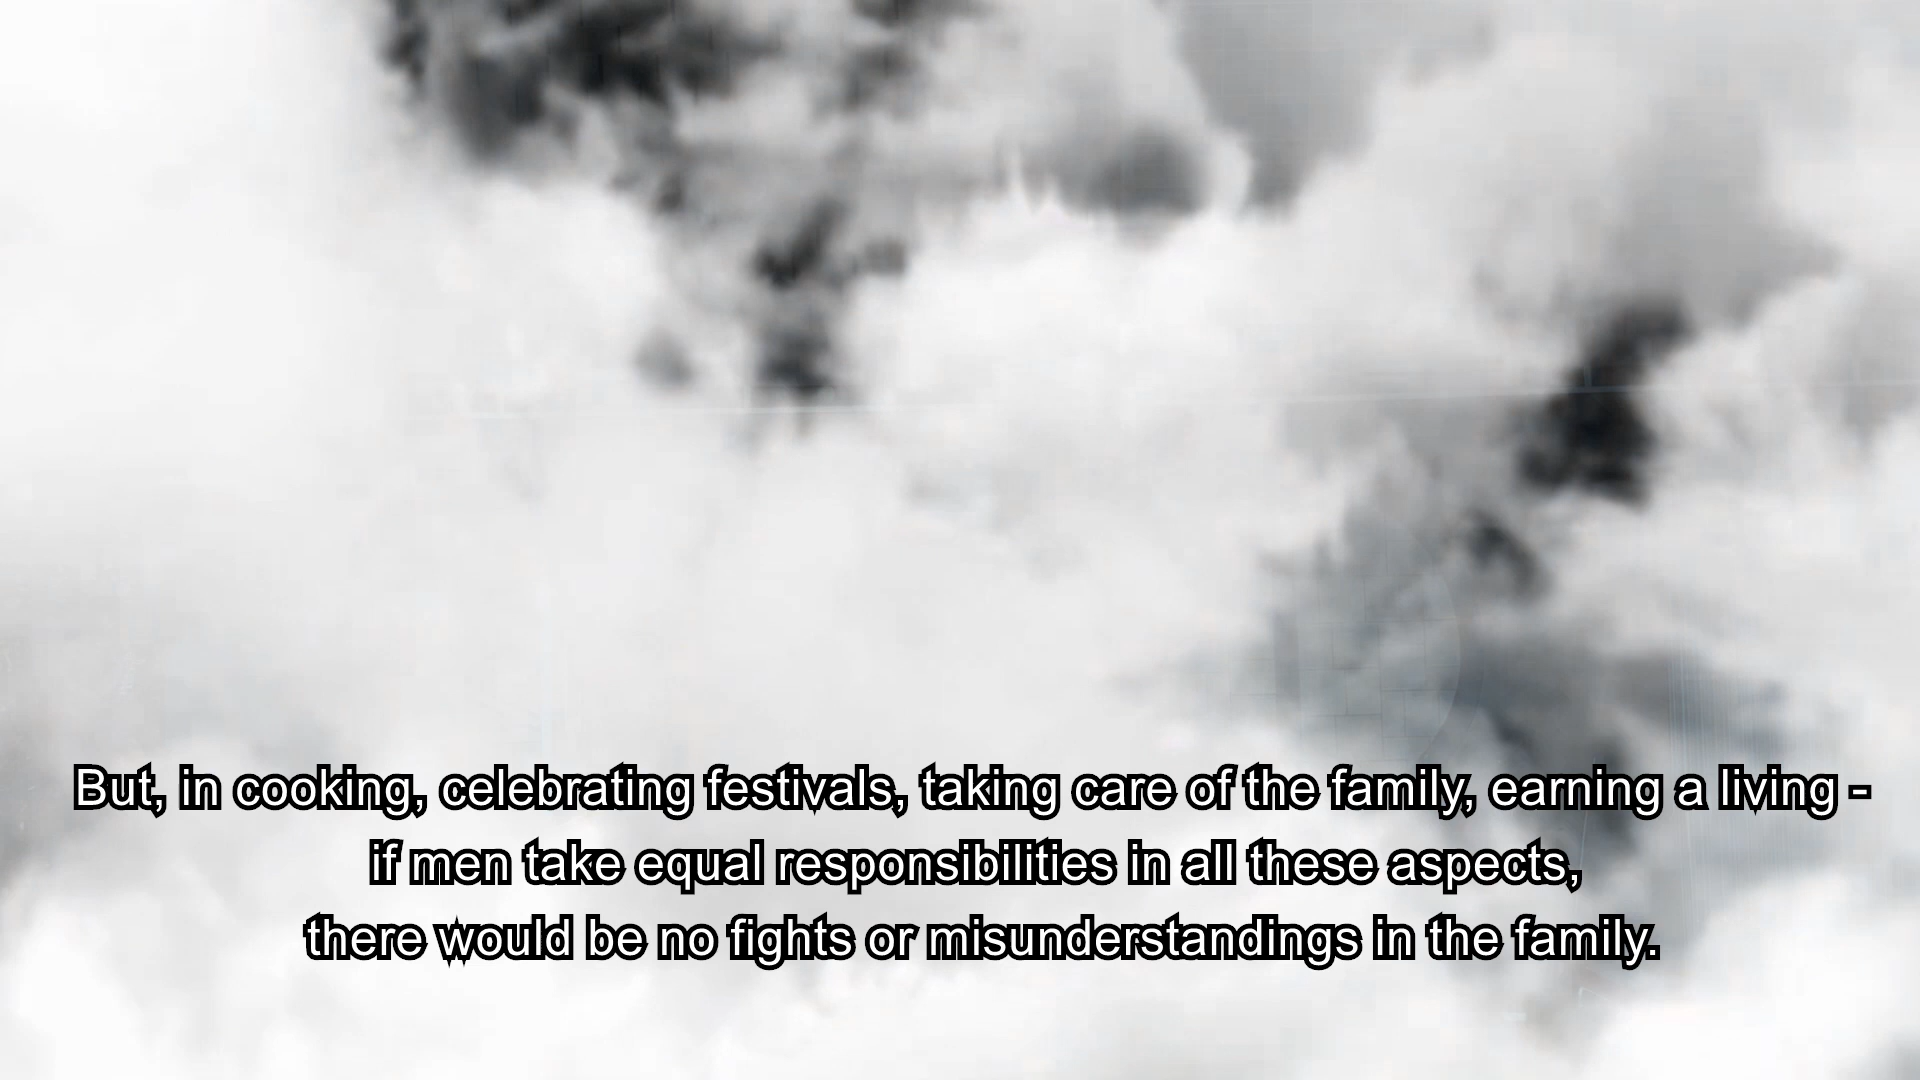 But, in cooking, celebrating festivals, taking care of the family, earning a living -
if men take equal responsibilities in all these aspects,
there would be no fights or misunderstandings in the family.